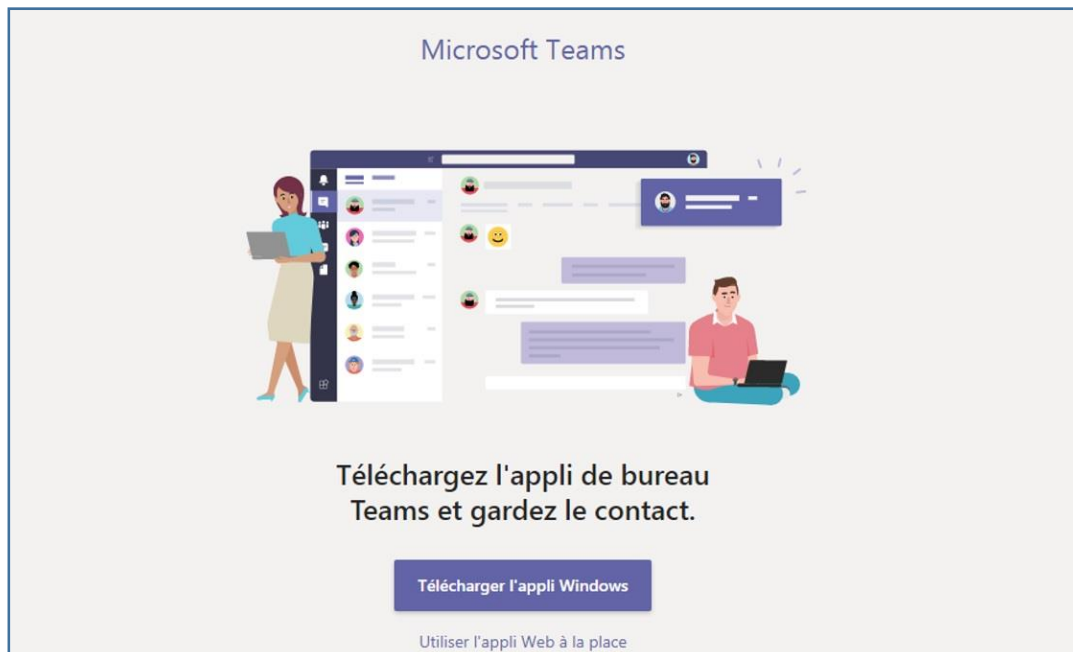 Microsoft Teams
Téléchargez l'appli de bureau
Teams et gardez le contact.
Télécharger l'appli Windows
Utiliser l'appli Web à la place